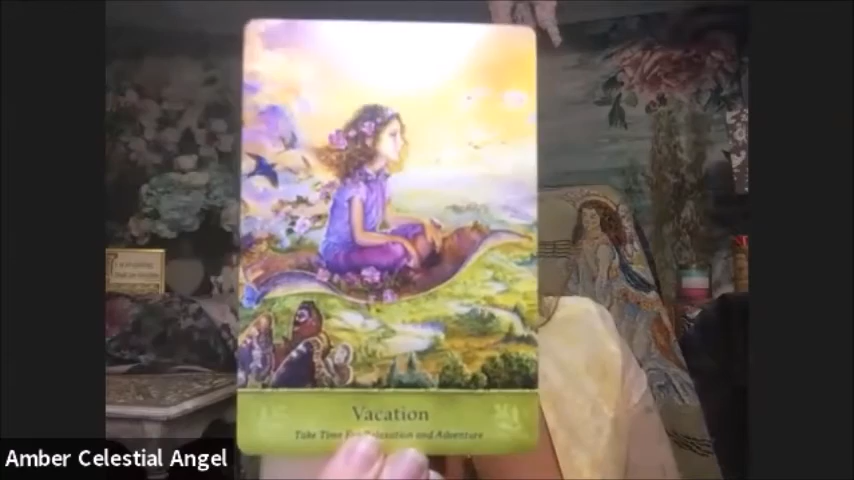 Vacation
Take Time For Relaxation and Adventure
Amber Celestial Angel